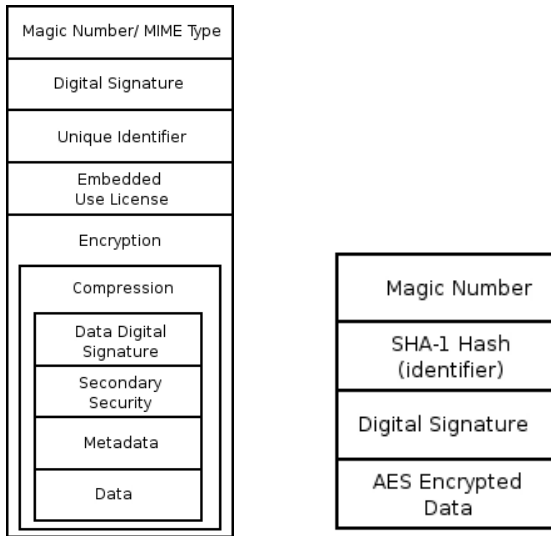 Magic Number/ MIME Type
Digital Signature
Unique Identifier
Embedded
Use License
Encryption
Compression
Data Digital
Signature
Secondary
Security
Metadata
Data
Magic Number
SHA-1 Hash
(identifier)
Digital Signature
AES Encrypted
Data